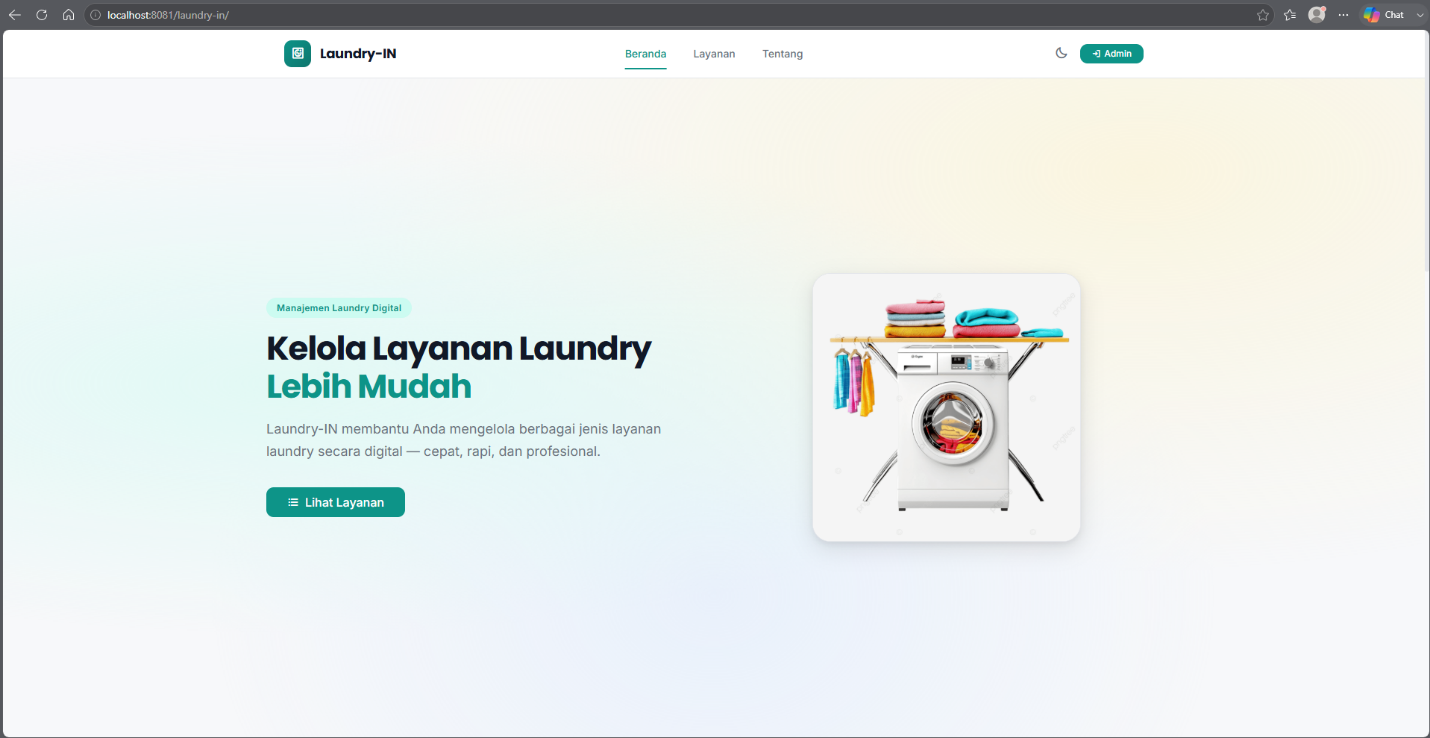 localhost:8081/laundry-in/
Chat
Laundry-IN
Beranda
Layanan
Tentang
Admin
Manajemen Laundry Digital
Kelola Layanan Laundry
Lebih Mudah
Laundry-IN membantu Anda mengelola berbagai jenis layanan
laundry secara digital — cepat, rapi, dan profesional.
Lihat Layanan